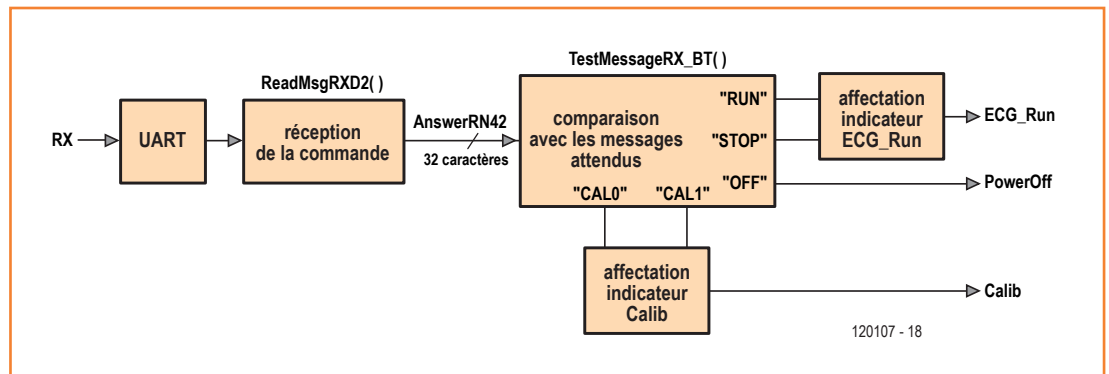 RX
UART
ReadMsgRXD2( )
réception
de la commande
AnswerRN42
32 caractères
TestMessageRX_BT( )
comparaison
avec les messages
attendus
"RUN"
"STOP"
"OFF"
"CAL0" "CAL1"
affectation
indicateur
ECG_Run
ECG_Run
PowerOff
affectation
indicateur
Calib
Calib
120107 - 18